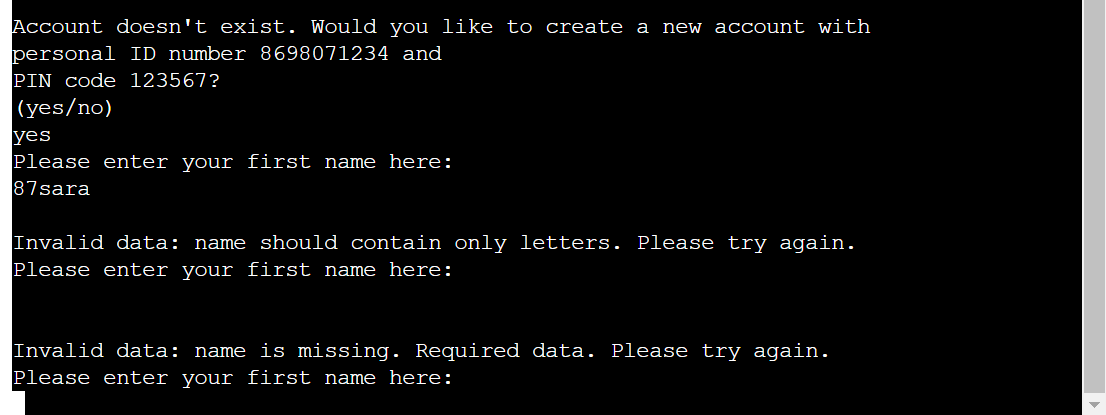 Account doesn't exist. Would you like to create a new account with
personal ID number 8698071234 and
PIN code 123567?
(yes/no)
yes
Please enter your first name here:
87sara
Invalid data: name should contain only letters. Please try again.
Please enter your first name here:
Invalid data: name is missing. Required data. Please try again.
Please enter your first name here: